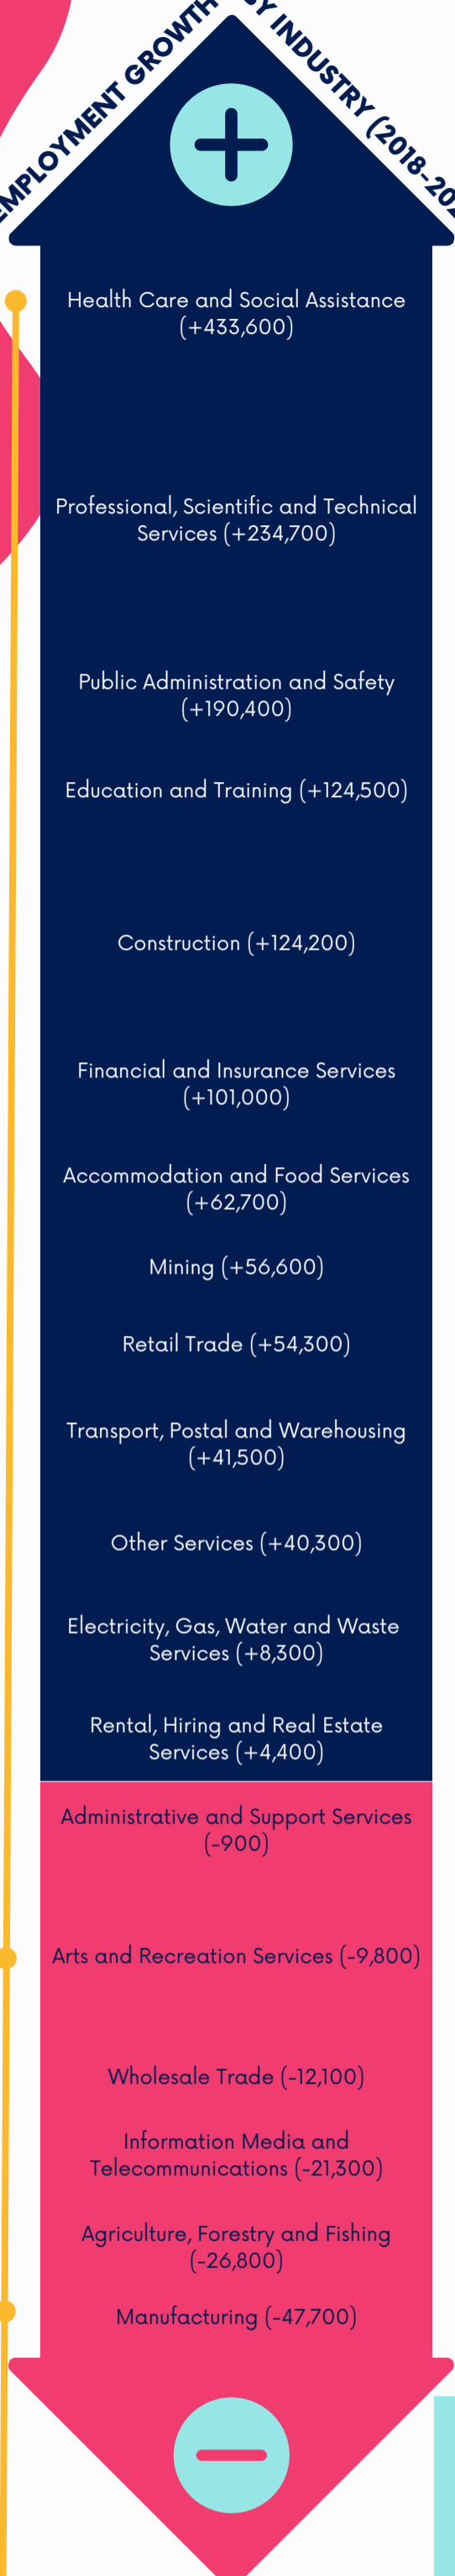 EMPLOYMENT GROWTH BY INDUSTRY (2018-202
Health Care and Social Assistance
(+433,600)
Professional, Scientific and Technical
Services (+234,700)
Public Administration and Safety
(+190,400)
Education and Training (+124,500)
Construction (+124,200)
Financial and Insurance Services
(+101,000)
Accommodation and Food Services
(+62,700)
Mining (+56,600)
Retail Trade (+54,300)
Transport, Postal and Warehousing
(+41,500)
Other Services (+40,300)
Electricity, Gas, Water and Waste
Services (+8,300)
Rental, Hiring and Real Estate
Services (+4,400)
Administrative and Support Services
(-900)
Arts and Recreation Services (-9,800)
Wholesale Trade (-12,100)
Information Media and
Telecommunications (-21,300)
Agriculture, Forestry and Fishing
(-26,800)
Manufacturing (-47,700)